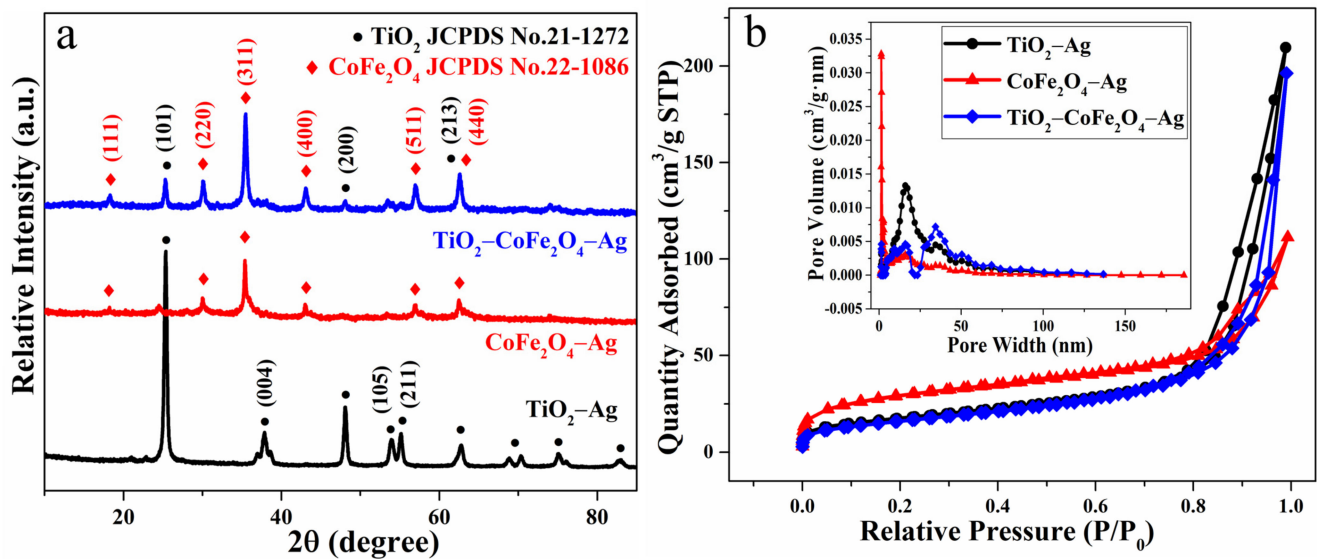 a
● TiO2 JCPDS No.21-1272
♦ CoFe2O4 JCPDS No.22-1086
(111)
(101)
(220)
(311)
(400)
(200)
(511)
(213)
(440)
TiO2–CoFe2O4–Ag
CoFe2O4–Ag
(004)
(105)
(211)
TiO2–Ag
Relative Intensity (a.u.)
20 40 60 80
2θ (degree)
b
TiO2–Ag
CoFe2O4–Ag
TiO2–CoFe2O4–Ag
0.035
0.030
0.025
0.020
0.015
0.010
0.005
0.000
-0.005
Pore Volume (cm3/g·nm)
0 50 100 150
Pore Width (nm)
200
150
100
50
0
Quantity Adsorbed (cm3/g STP)
0.0 0.2 0.4 0.6 0.8 1.0
Relative Pressure (P/P0)